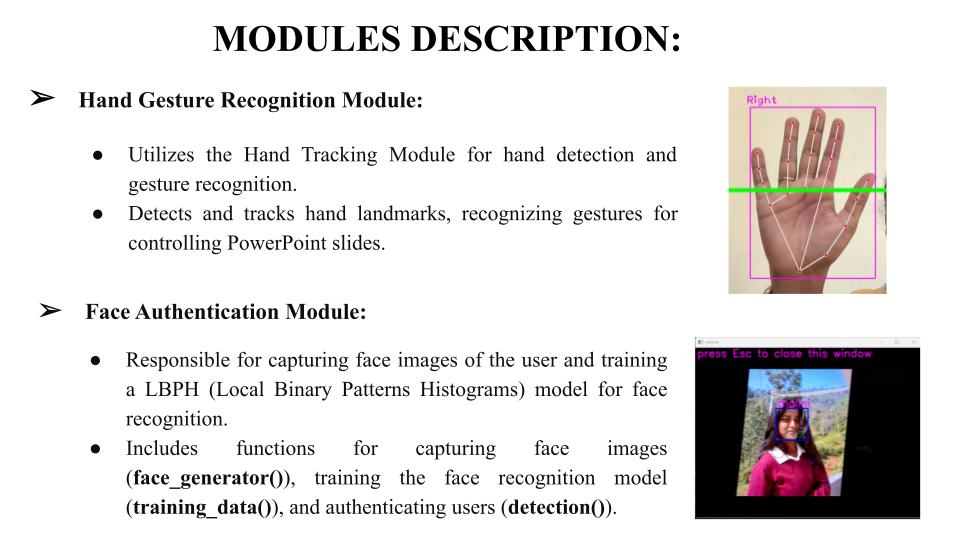 MODULES DESCRIPTION:
➢ Hand Gesture Recognition Module:
● Utilizes the Hand Tracking Module for hand detection and
gesture recognition.
● Detects and tracks hand landmarks, recognizing gestures for
controlling PowerPoint slides.
Right
➢ Face Authentication Module:
● Responsible for capturing face images of the user and training
a LBPH (Local Binary Patterns Histograms) model for face
recognition.
● Includes functions for capturing face images
(face_generator()), training the face recognition model
(training_data()), and authenticating users (detection()).
press Esc to close this window